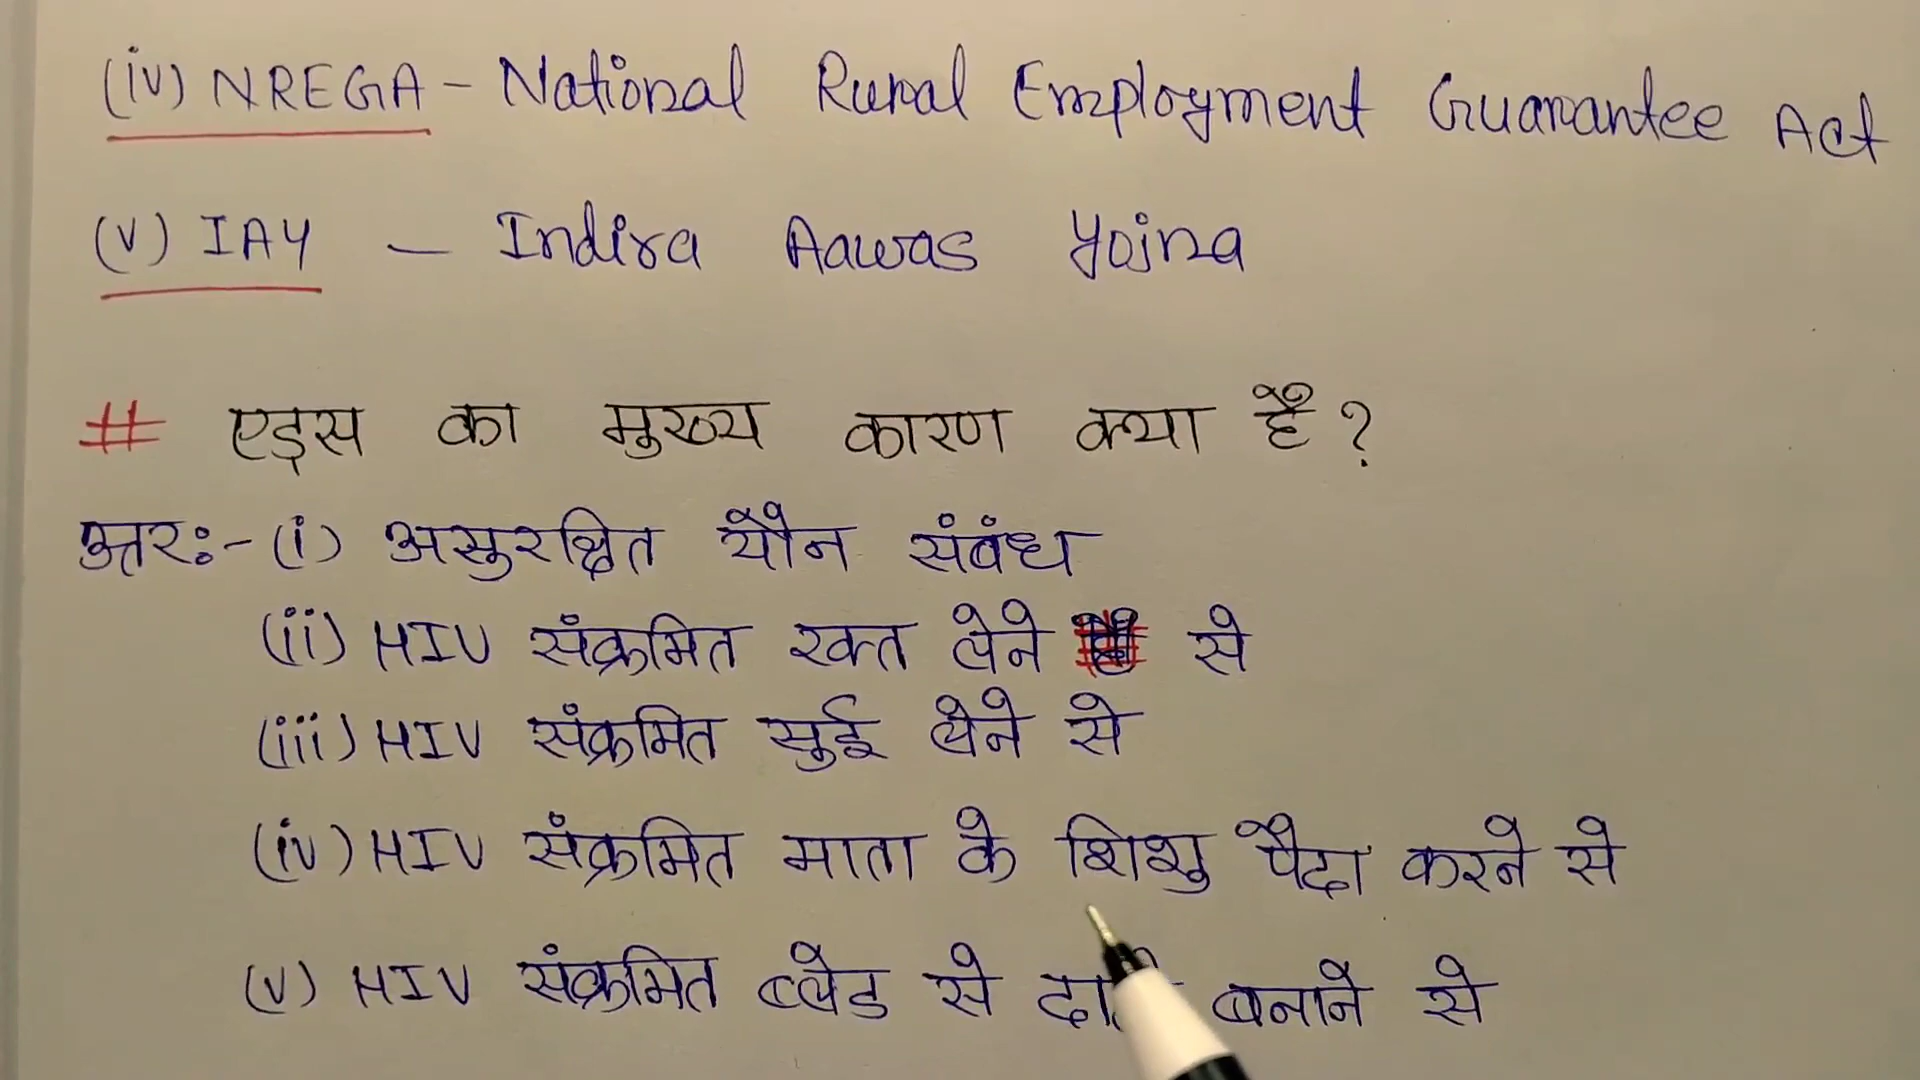 (iv) NREGA - National Rural Employment Guarantee Act
(v) IAY - Indira Aawas Yojna
# एड्स का मुख्य कारण क्या है ?
उत्तरः- (i) असुरक्षित यौन संबंध
(ii) HIV संक्रमित रक्त लेने से
(iii) HIV संक्रमित सुई लेने से
(iv) HIV संक्रमित माता के शिशु पैदा करने से
(v) HIV संक्रमित ब्लेड से बनाने से